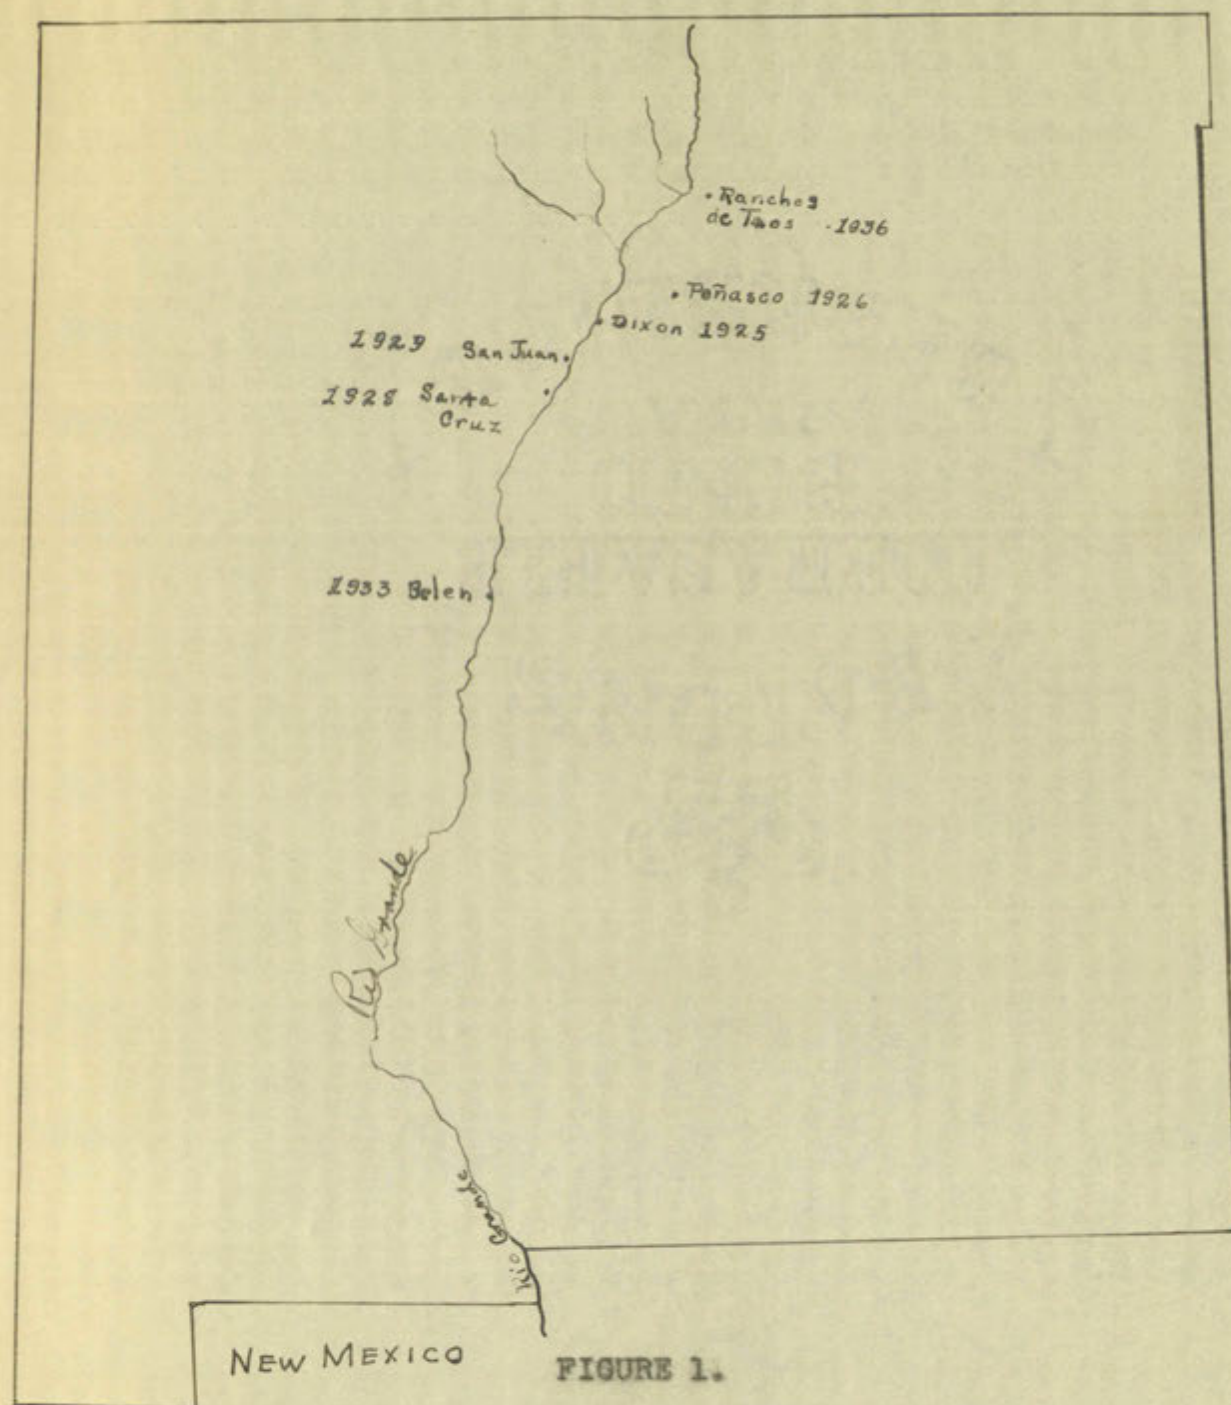 Ranchos
de Taos . 1936
Peñasco 1926
Dixon 1925
1929 San Juan
1928 Santa
Cruz
1933 Belen
Rio Grande
Rio Grande
NEW MEXICO
FIGURE 1.